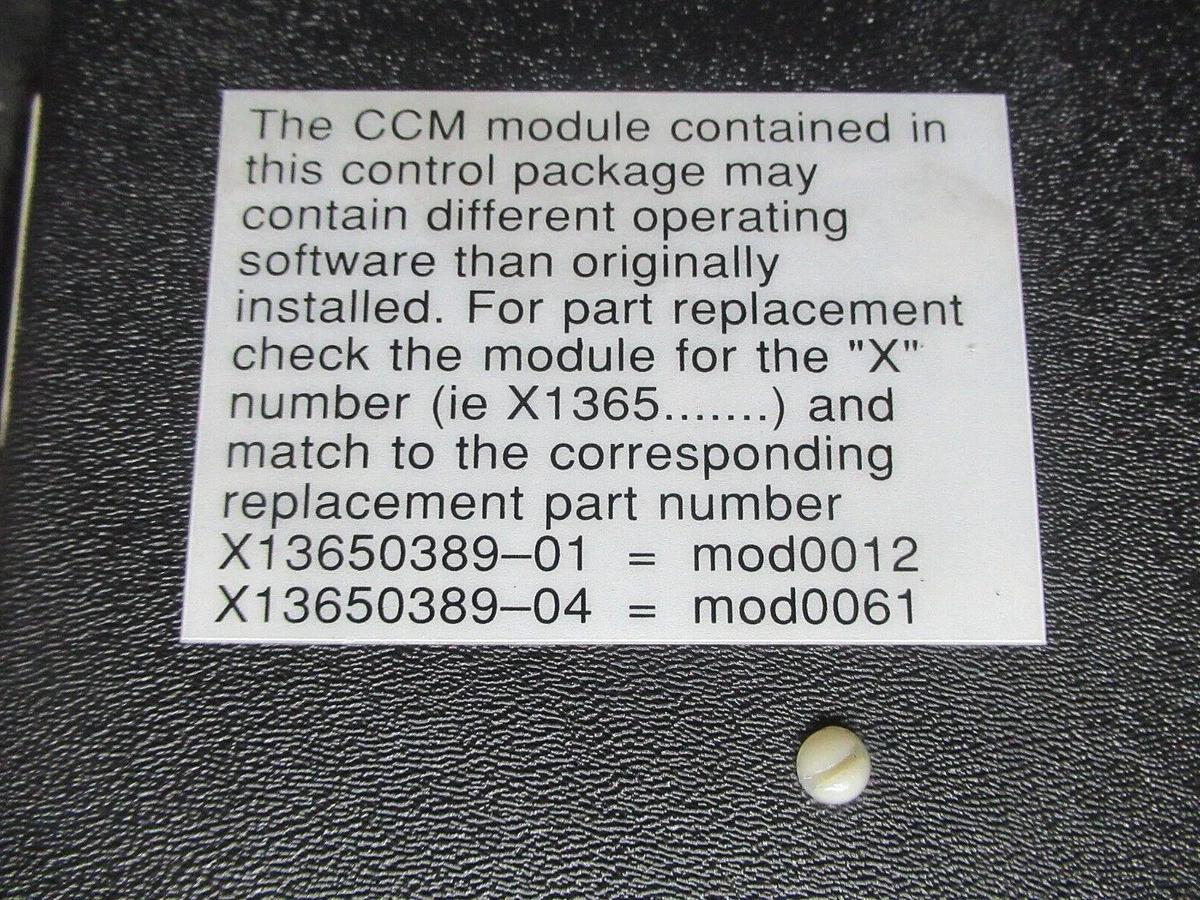 The CCM module contained in
this control package may
contain different operating
software than originally
installed. For part replacement
check the module for the "X"
number (ie X1365.......) and
match to the corresponding
replacement part number
X13650389–01 = mod0012
X13650389–04 = mod0061